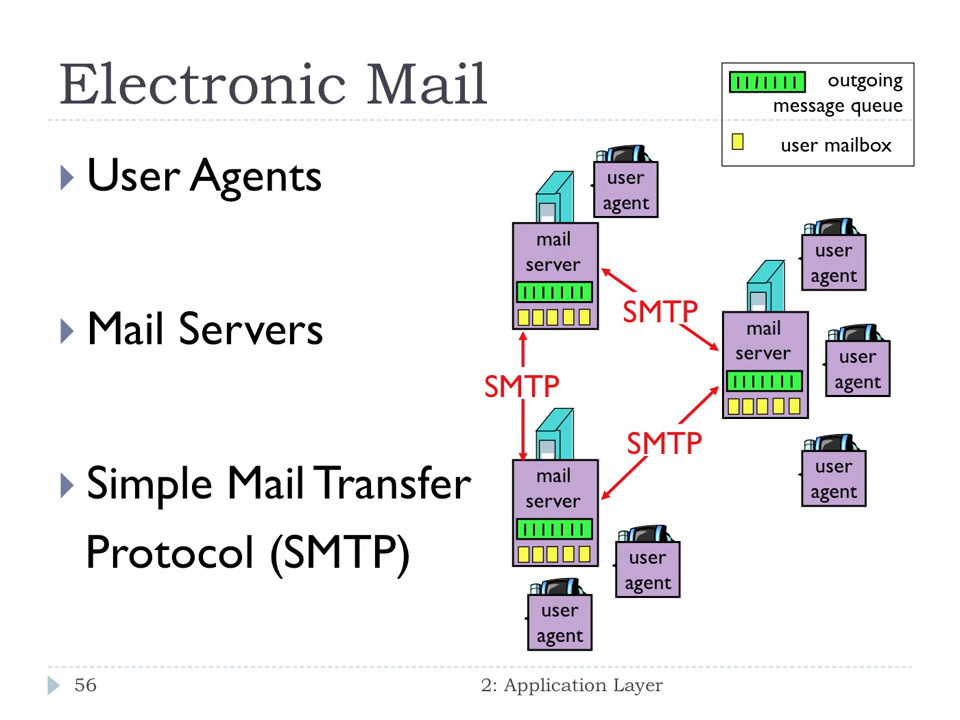 Electronic Mail
outgoing
message queue
user mailbox
User Agents
Mail Servers
Simple Mail Transfer
Protocol (SMTP)
user
agent
mail
server
SMTP
user
agent
mail
server
user
agent
SMTP
SMTP
user
agent
mail
server
user
agent
user
agent
56
2: Application Layer